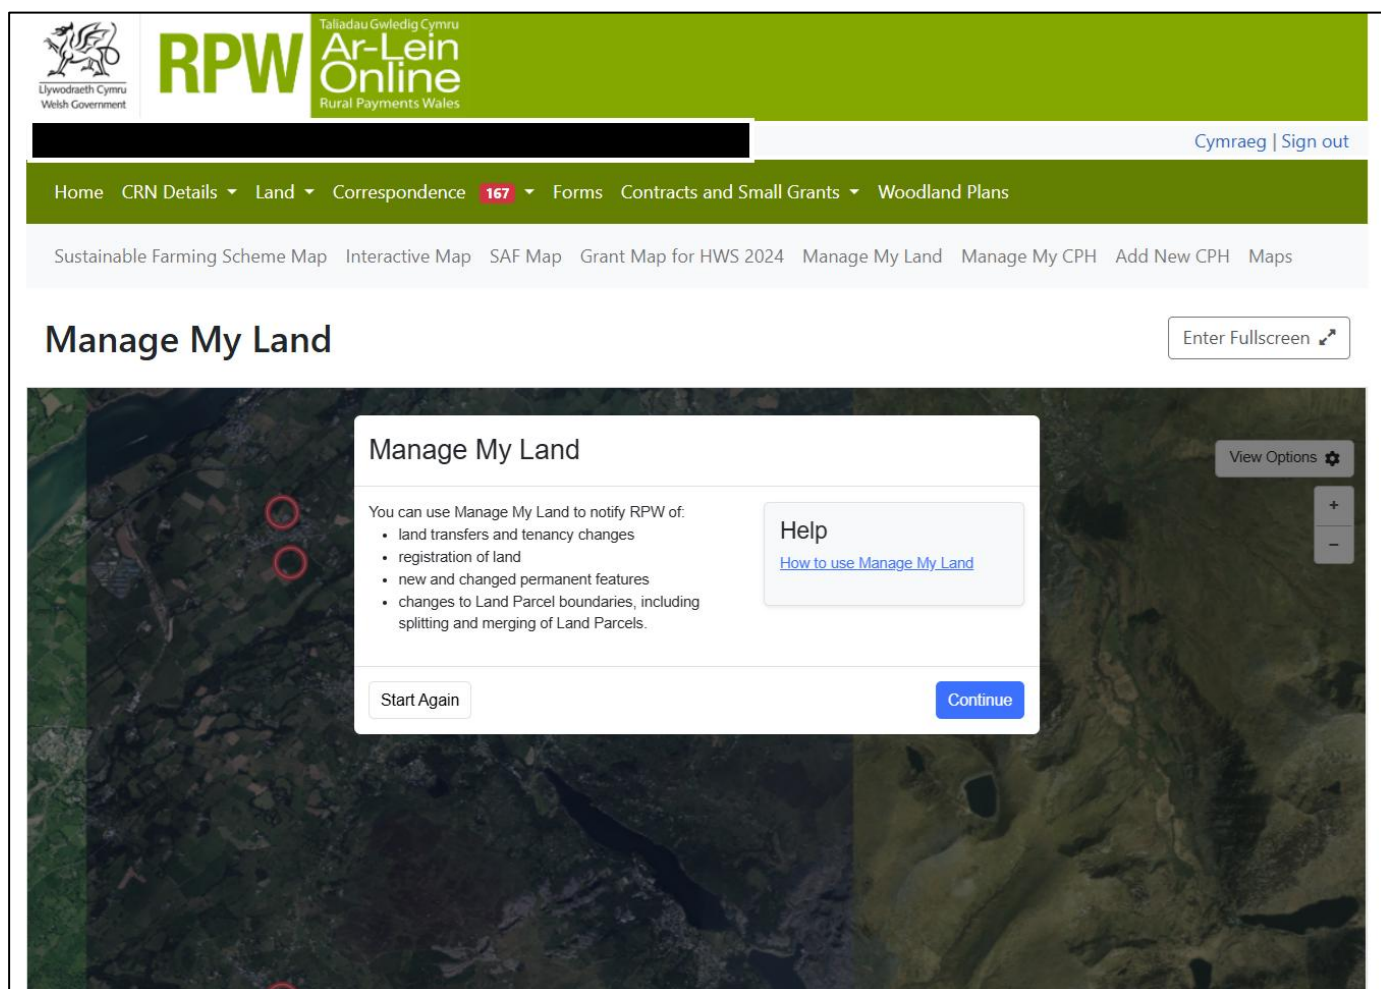 Llywodraeth Cymru
Welsh Government
RPW
Taliadau Gwledig Cymru
Ar-Lein
Online
Rural Payments Wales
Cymraeg | Sign out
Home CRN Details Land Correspondence 167 Forms Contracts and Small Grants Woodland Plans
Sustainable Farming Scheme Map Interactive Map SAF Map Grant Map for HWS 2024 Manage My Land Manage My CPH Add New CPH Maps
Manage My Land
Enter Fullscreen
Manage My Land
You can use Manage My Land to notify RPW of:
• land transfers and tenancy changes
• registration of land
• new and changed permanent features
• changes to Land Parcel boundaries, including
splitting and merging of Land Parcels.
Help
How to use Manage My Land
Start Again
Continue
View Options
+
−